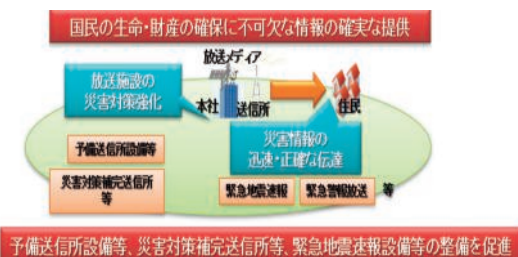 国民の生命・財産の確保に不可欠な情報の確実な提供
放送メディア
放送施設の
災害対策強化
本社
送信所
住民
災害情報の
迅速・正確な伝達
予備送信所設備等
災害対策補完送信所
等
緊急地震速報
緊急警報放送
等
予備送信所設備等、災害対策補完送信所等、緊急地震速報設備等の整備を促進